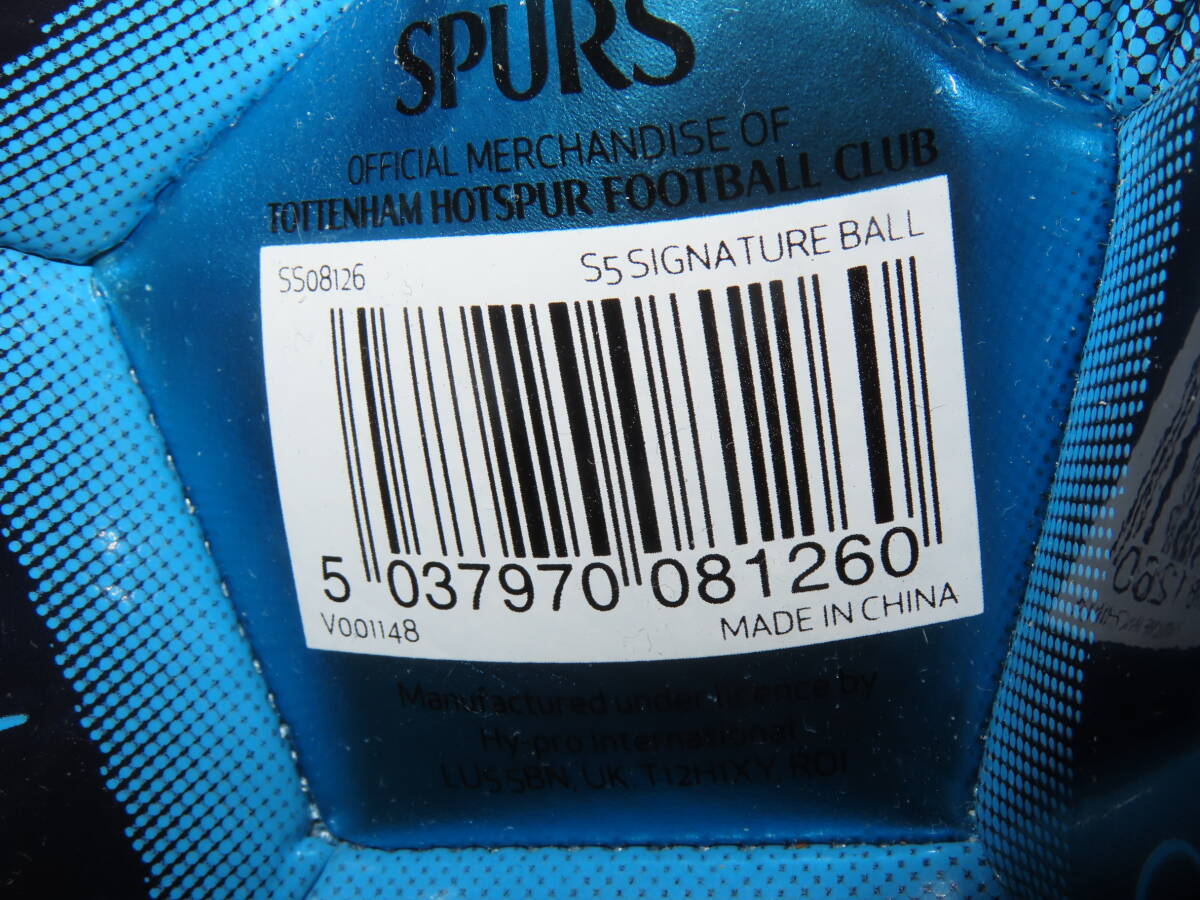 SPURS
OFFICIAL MERCHANDISE OF
TOTTENHAM HOTSPUR FOOTBALL CLUB
SS08126 S5 SIGNATURE BALL
5 037970 081260
V001148 MADE IN CHINA
Manufactured under licence by
Hy-pro International
LU5 5BN, UK, T12H1XY, ROI